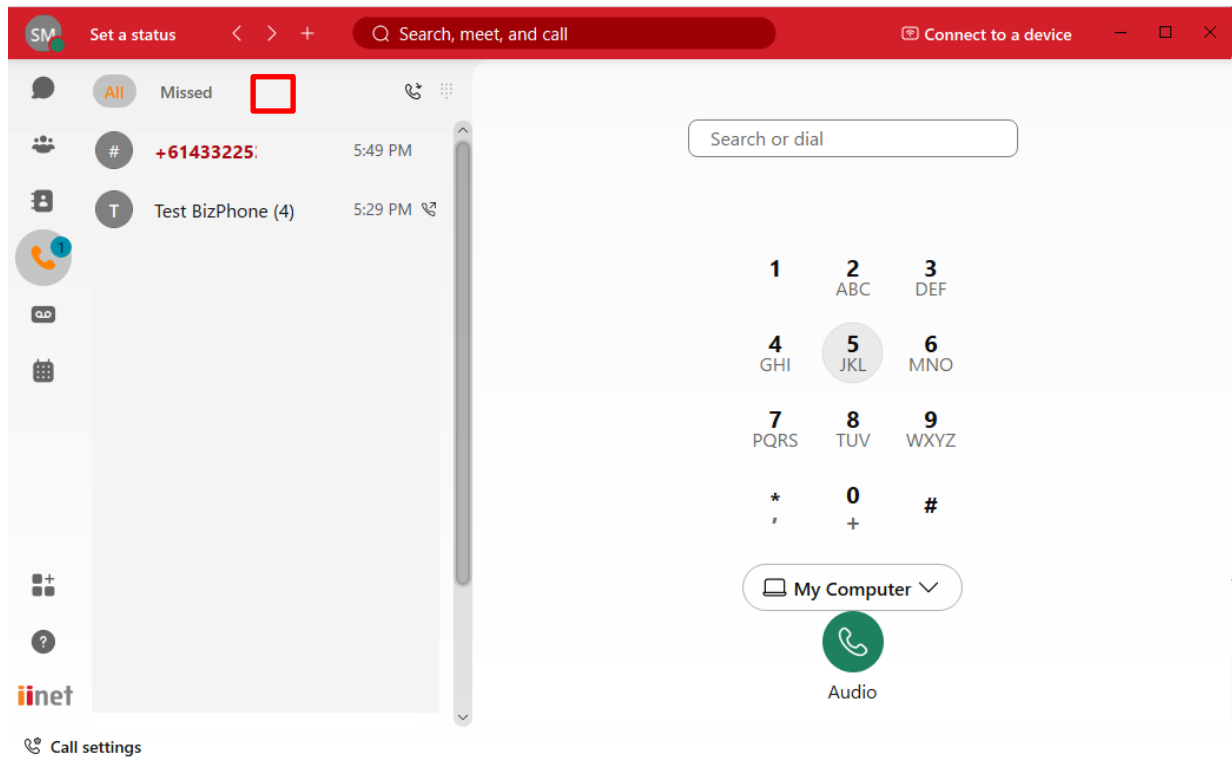 SM Set a status Search, meet, and call Connect to a device
All Missed
# +61433225 5:49 PM
T Test BizPhone (4) 5:29 PM
1
Search or dial
1 2 3
ABC DEF
4 5 6
GHI JKL MNO
7 8 9
PQRS TUV WXYZ
* 0 #
, +
My Computer
Audio
?
iinet
Call settings